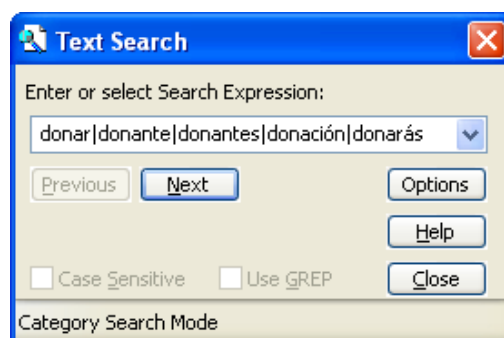 Text Search
Enter or select Search Expression:
donar|donante|donantes|donación|donarás
Previous Next Options
Help
Case Sensitive Use GREP Close
Category Search Mode